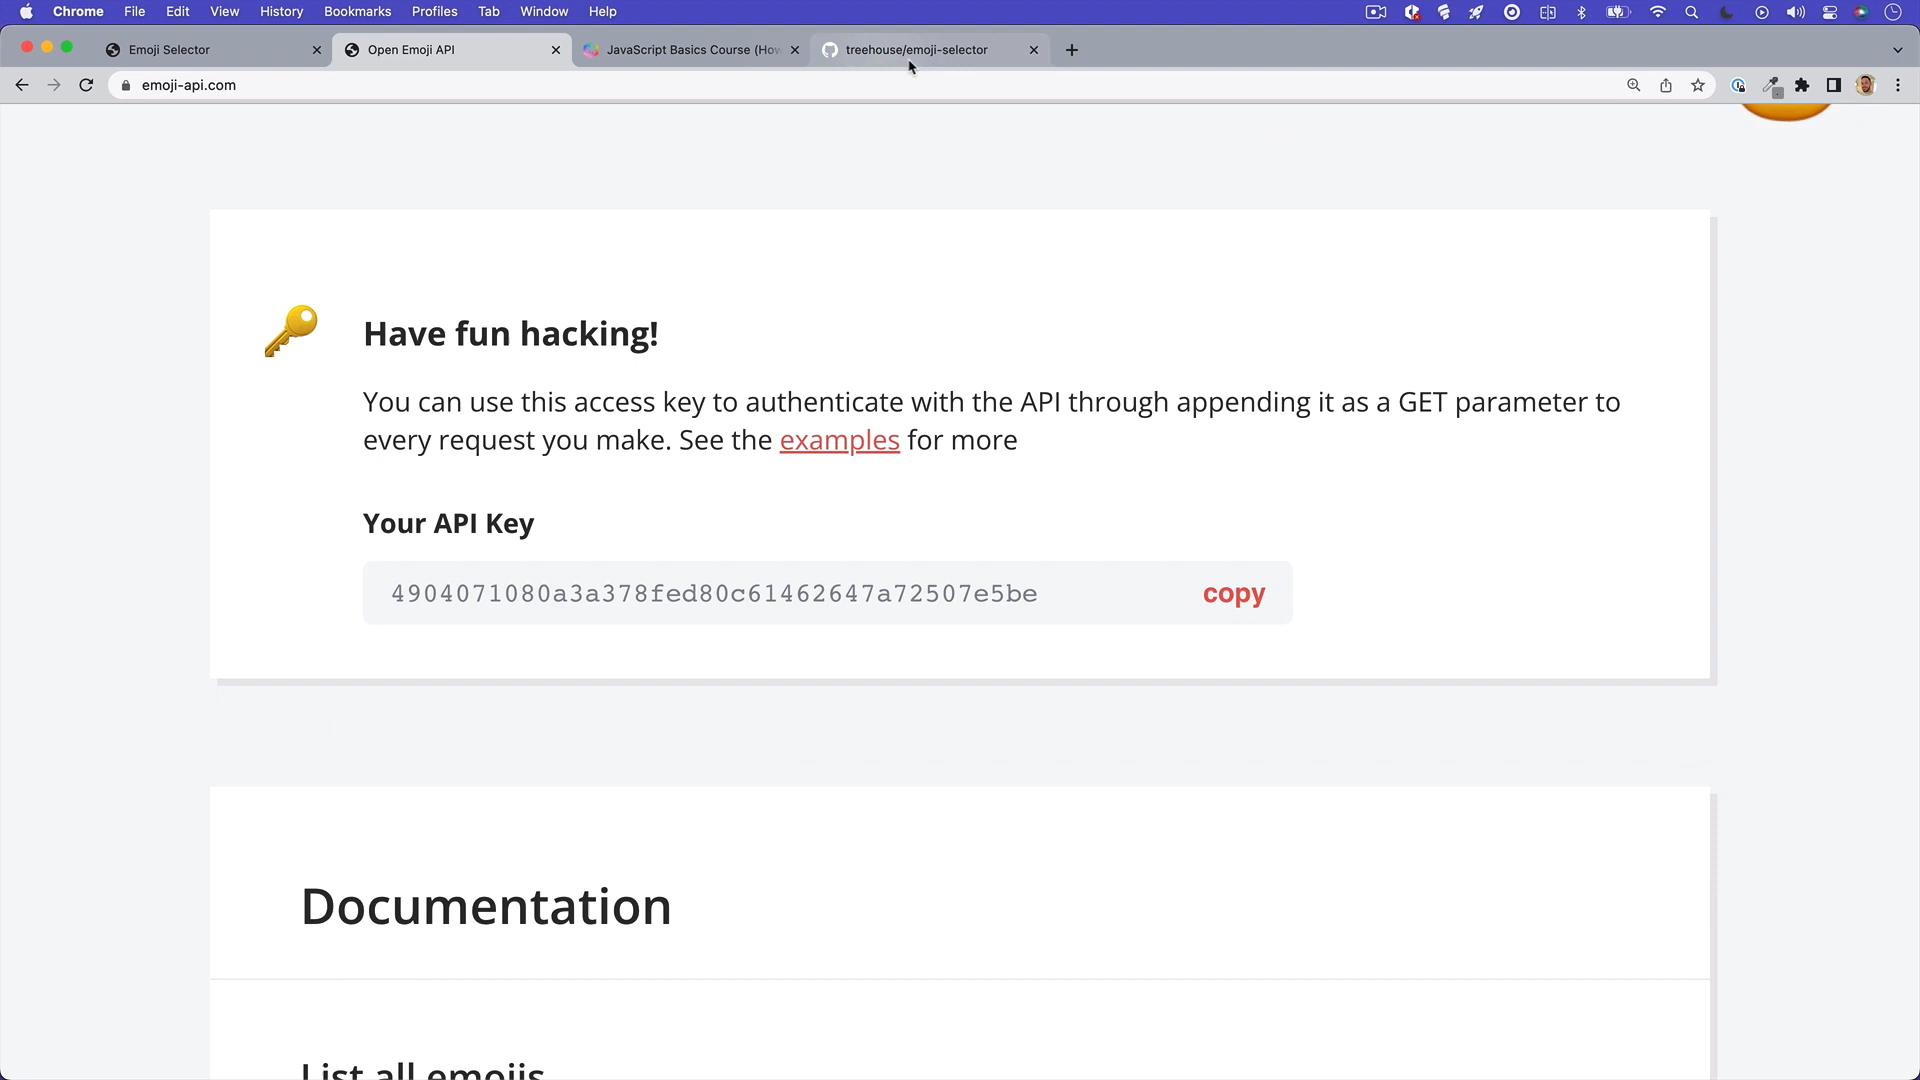 Chrome File Edit View History Bookmarks Profiles Tab Window Help
Emoji Selector
Open Emoji API
JavaScript Basics Course (How
treehouse/emoji-selector
emoji-api.com
Have fun hacking!
You can use this access key to authenticate with the API through appending it as a GET parameter to
every request you make. See the examples for more
Your API Key
4904071080a3a378fed80c61462647a72507e5be
copy
Documentation
List all emojis